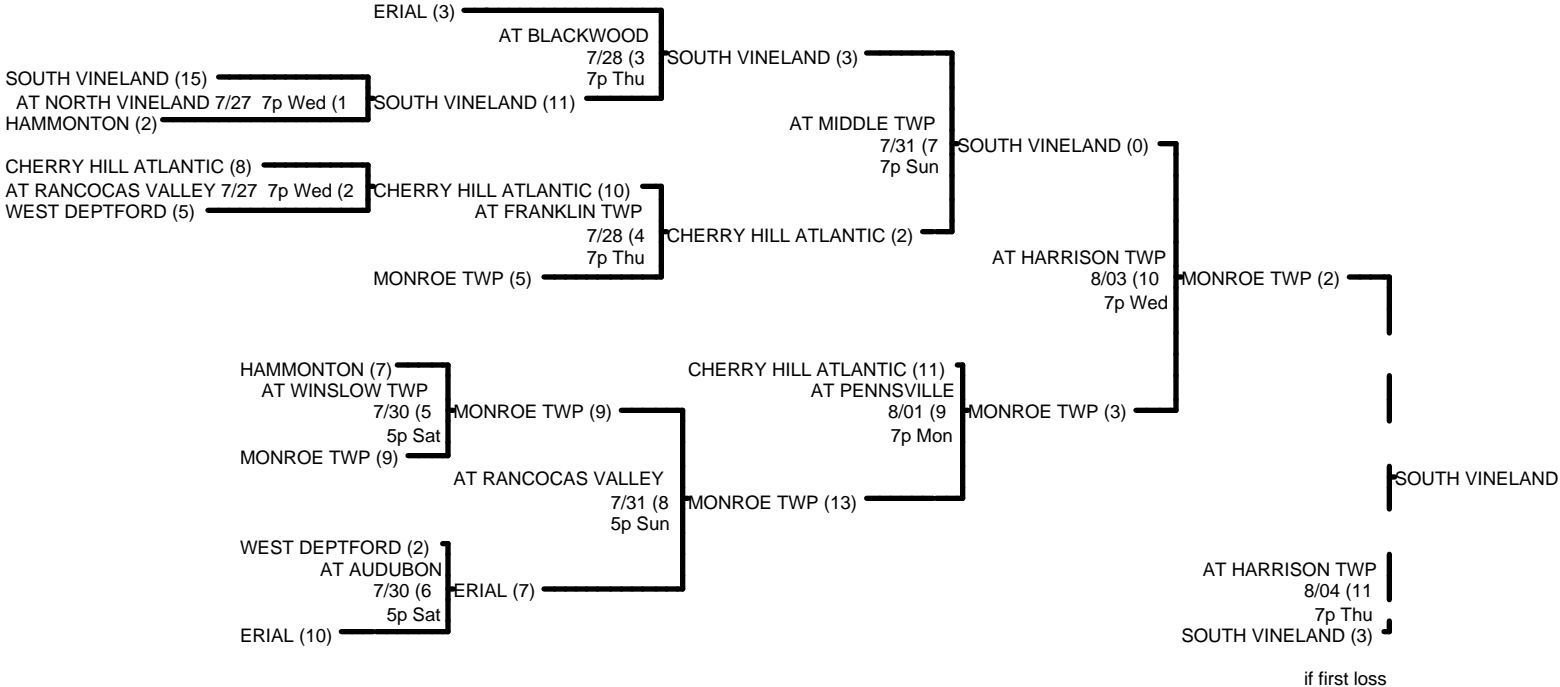 ERIAL (3)
AT BLACKWOOD
7/28 (3
7p Thu
SOUTH VINELAND (3)
SOUTH VINELAND (15)
AT NORTH VINELAND 7/27  7p Wed (1
HAMMONTON (2)
SOUTH VINELAND (11)
AT MIDDLE TWP
7/31 (7
7p Sun
SOUTH VINELAND (0)
CHERRY HILL ATLANTIC (8)
AT RANCOCAS VALLEY 7/27  7p Wed (2
WEST DEPTFORD (5)
CHERRY HILL ATLANTIC (10)
AT FRANKLIN TWP
7/28 (4
7p Thu
CHERRY HILL ATLANTIC (2)
MONROE TWP (5)
AT HARRISON TWP
8/03 (10
7p Wed
MONROE TWP (2)
HAMMONTON (7)
AT WINSLOW TWP
7/30 (5
5p Sat
MONROE TWP (9)
MONROE TWP (9)
CHERRY HILL ATLANTIC (11)
AT PENNSVILLE
8/01 (9
7p Mon
MONROE TWP (3)
AT RANCOCAS VALLEY
7/31 (8
5p Sun
MONROE TWP (13)
SOUTH VINELAND
WEST DEPTFORD (2)
AT AUDUBON
7/30 (6
5p Sat
ERIAL (7)
ERIAL (10)
AT HARRISON TWP
8/04 (11
7p Thu
SOUTH VINELAND (3)
if first loss